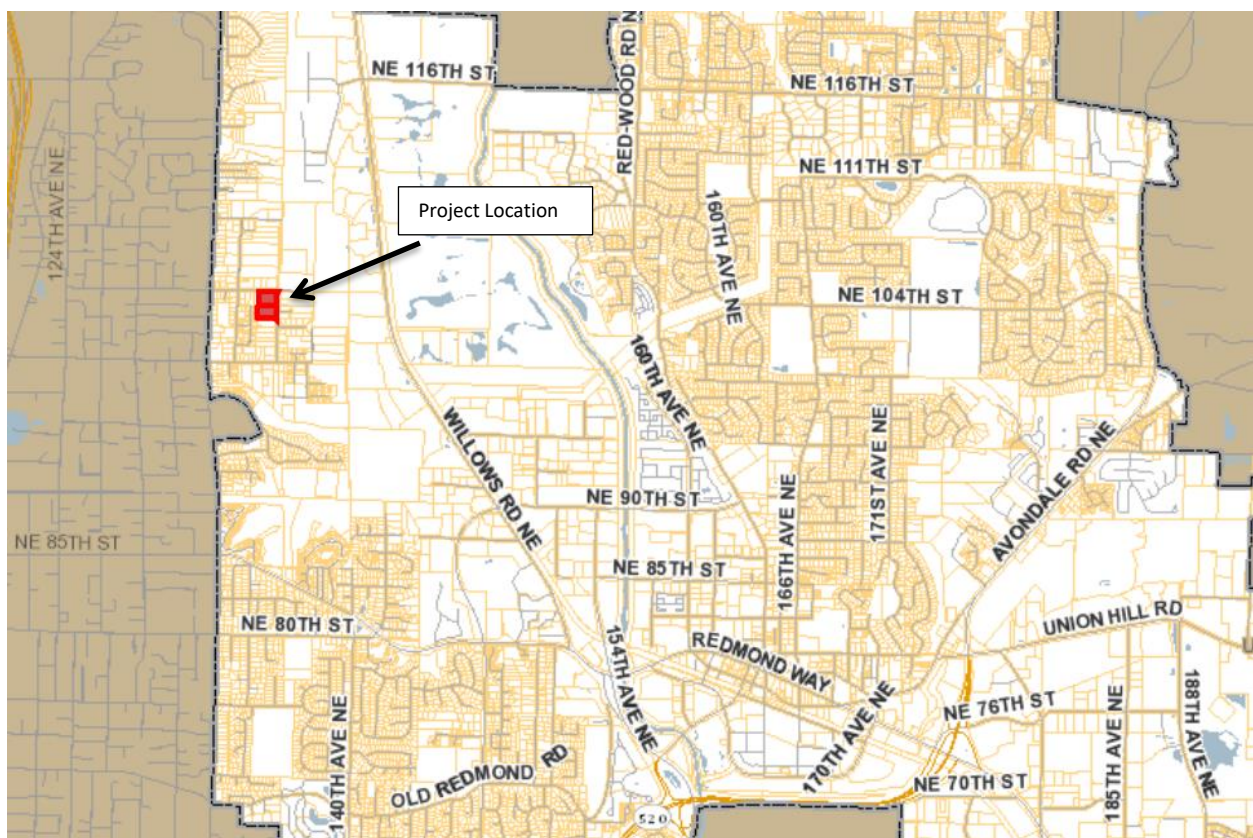 NE 116TH ST
RED-WOOD RD N
NE 116TH ST
124TH AVE NE
NE 111TH ST
Project Location
160TH AVE NE
NE 104TH ST
160TH AVE NE
WILLOWS RD NE
NE 90TH ST
166TH AVE NE
171ST AVE NE
AVONDALE RD NE
NE 85TH ST
NE 85TH ST
NE 80TH ST
154TH AVE NE
REDMOND WAY
UNION HILL RD
U
140TH AVE NE
OLD REDMOND RD
170TH AVE NE
NE 76TH ST
185TH AVE NE
188TH AVE NE
NE 70TH ST
520